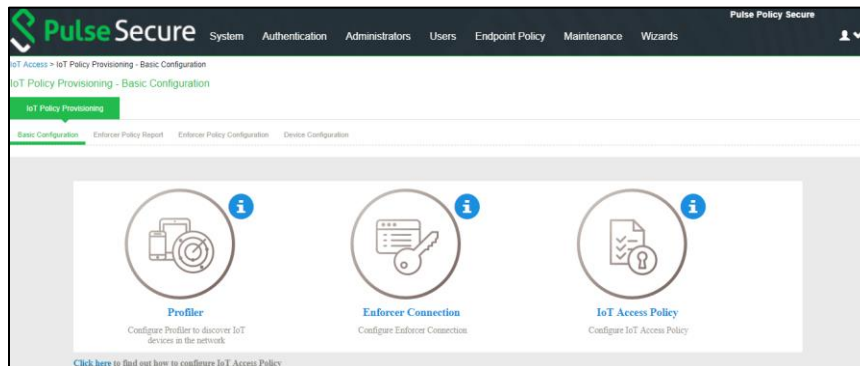 Pulse Policy Secure
Pulse Secure System Authentication Administrators Users Endpoint Policy Maintenance Wizards
IoT Access > IoT Policy Provisioning - Basic Configuration
IoT Policy Provisioning - Basic Configuration
IoT Policy Provisioning
Basic Configuration Enforcer Policy Report Enforcer Policy Configuration Device Configuration
i i i
Profiler Enforcer Connection IoT Access Policy
Configure Profiler to discover IoT Configure Enforcer Connection Configure IoT Access Policy
devices in the network
Click here to find out how to configure IoT Access Policy